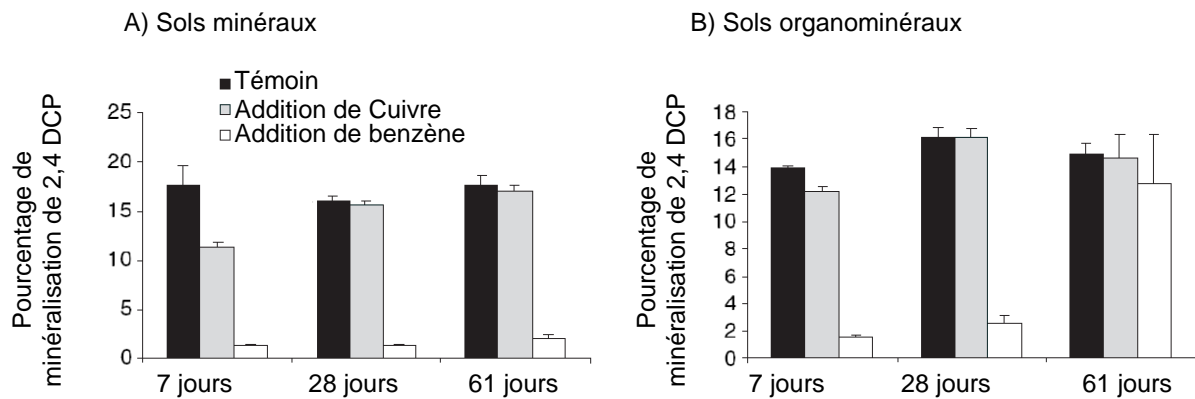 A) Sols minéraux
Témoin
Addition de Cuivre
Addition de benzène
Pourcentage de
minéralisation de 2,4 DCP
25
20
15
10
5
0
7 jours
28 jours
61 jours
B) Sols organominéraux
Pourcentage de
minéralisation de 2,4 DCP
18
16
14
12
10
8
6
4
2
0
7 jours
28 jours
61 jours